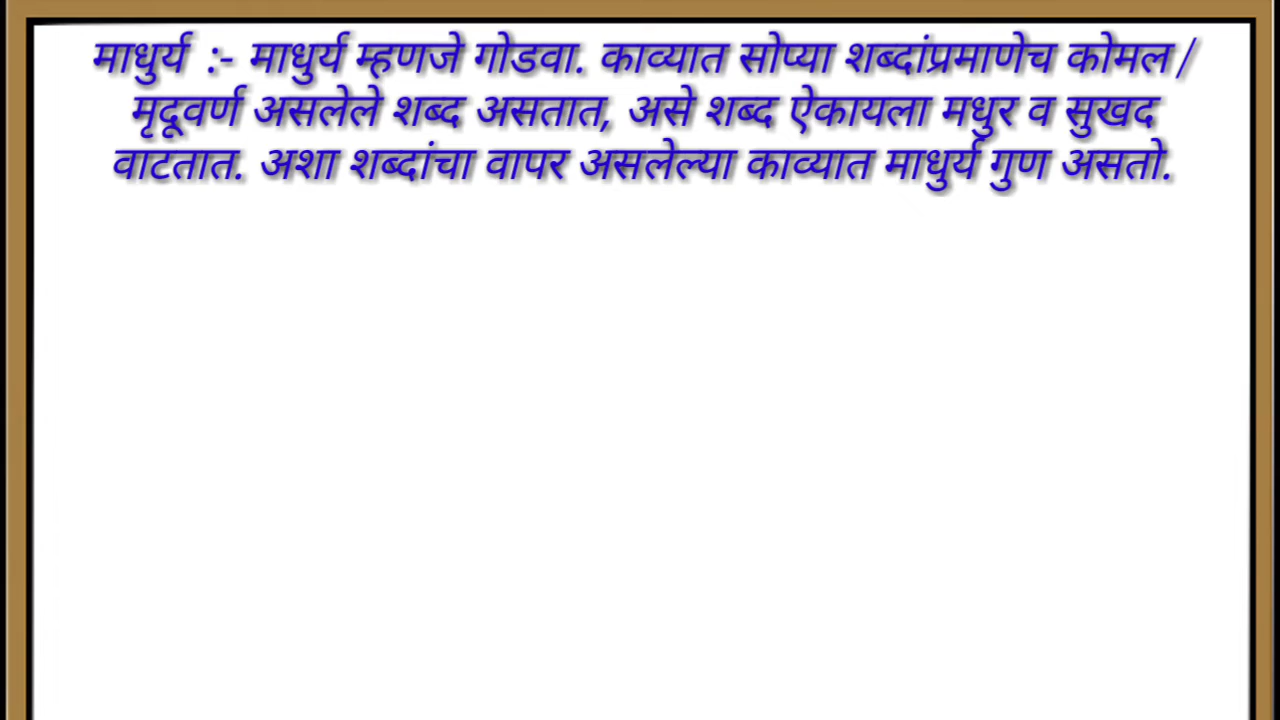 माधुर्य :- माधुर्य म्हणजे गोडवा. काव्यात सोप्या शब्दांप्रमाणेच कोमल /
मृदूवर्ण असलेले शब्द असतात, असे शब्द ऐकायला मधुर व सुखद
वाटतात. अशा शब्दांचा वापर असलेल्या काव्यात माधुर्य गुण असतो.